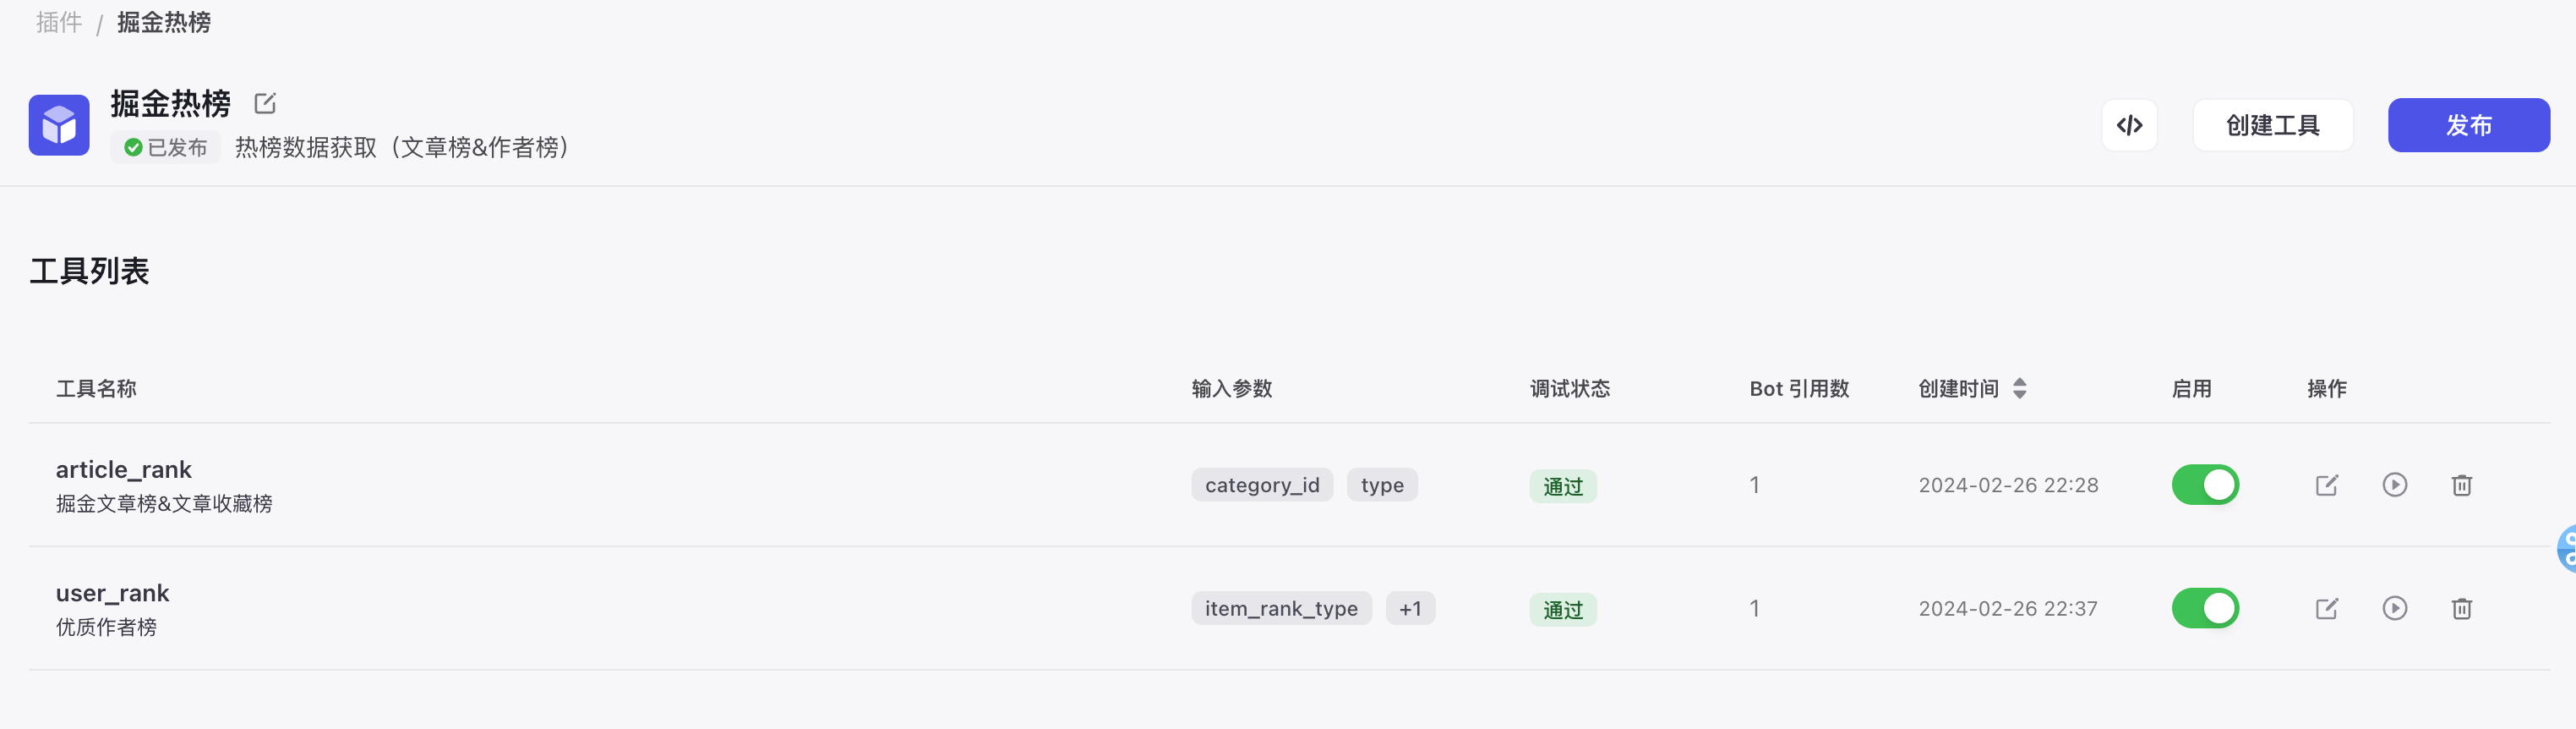 插件 / 掘金热榜
掘金热榜
已发布 热榜数据获取（文章榜&作者榜）
</> 创建工具 发布
工具列表
工具名称 输入参数 调试状态 Bot 引用数 创建时间 启用 操作
article_rank
掘金文章榜&文章收藏榜
category_id type 通过 1 2024-02-26 22:28
user_rank
优质作者榜
item_rank_type +1 通过 1 2024-02-26 22:37